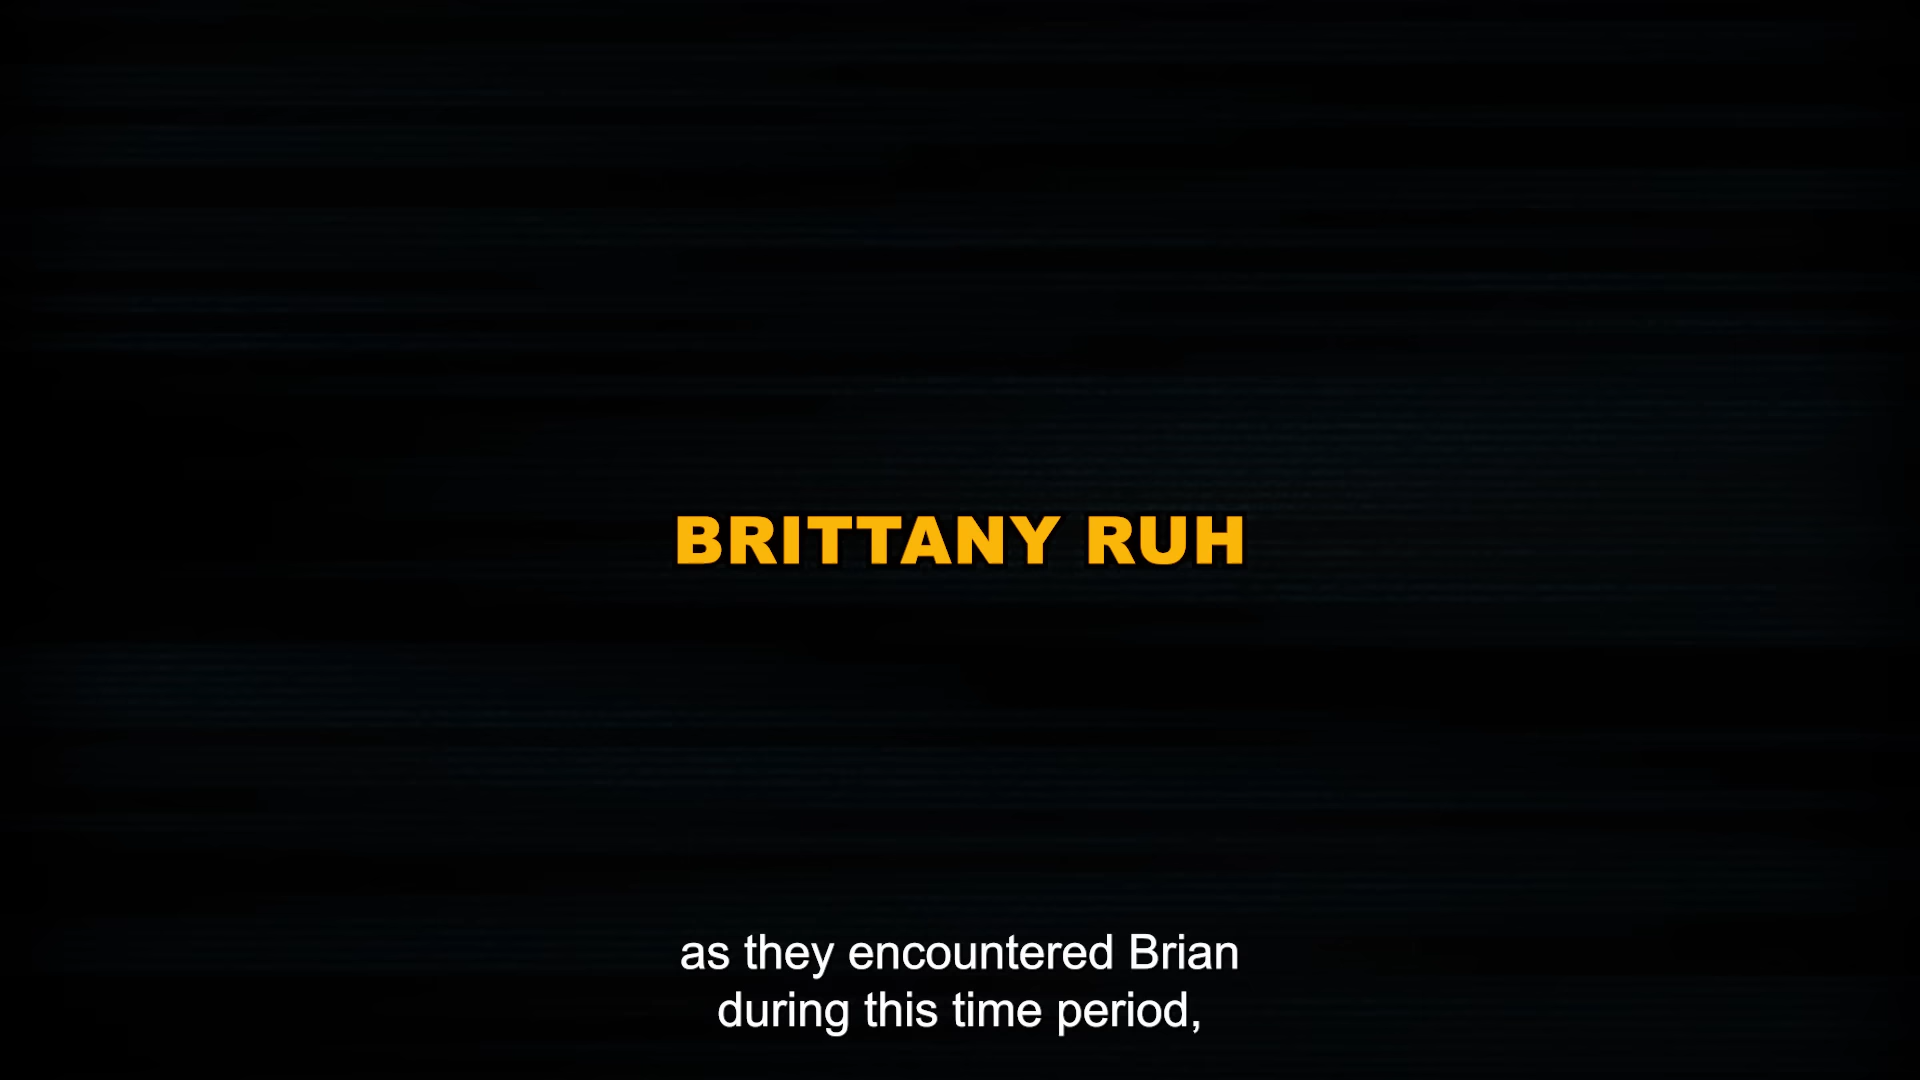 BRITTANY RUH
as they encountered Brian
during this time period,